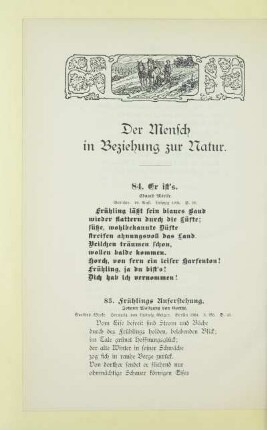 Der Mensch
in Beziehung zur Natur.
84. Er ist's.
Eduard Mörike.
Frühling läßt sein blaues Band
wieder flattern durch die Lüfte;
süße, wohlbekannte Düfte
streifen ahnungsvoll das Land.
Veilchen träumen schon,
wollen balde kommen.
Horch, von fern ein leiser Harfenton!
Frühling, ja du bist's!
Dich hab ich vernommen!
85. Frühlings Auferstehung.
Johann Wolfgang von Goethe.
Vom Eise befreit sind Strom und Bäche
durch des Frühlings holden, belebenden Blick;
im Tale grünet Hoffnungsglück;
der alte Winter in seiner Schwäche
zog sich in rauhe Berge zurück.
Von dorther sendet er fliehend nur
ohnmächtige Schauer körnigen Eises